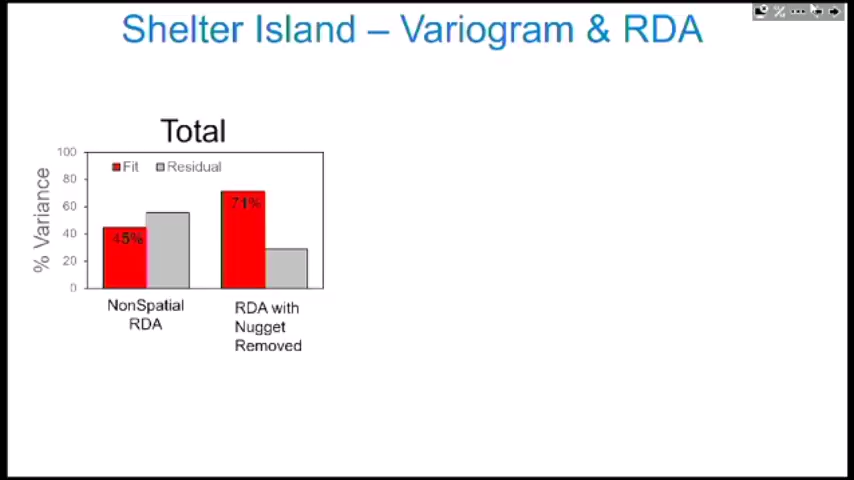 Shelter Island – Variogram & RDA
Total
100
80
60
40
20
0
% Variance
Fit
Residual
45%
71%
NonSpatial
RDA
RDA with
Nugget
Removed